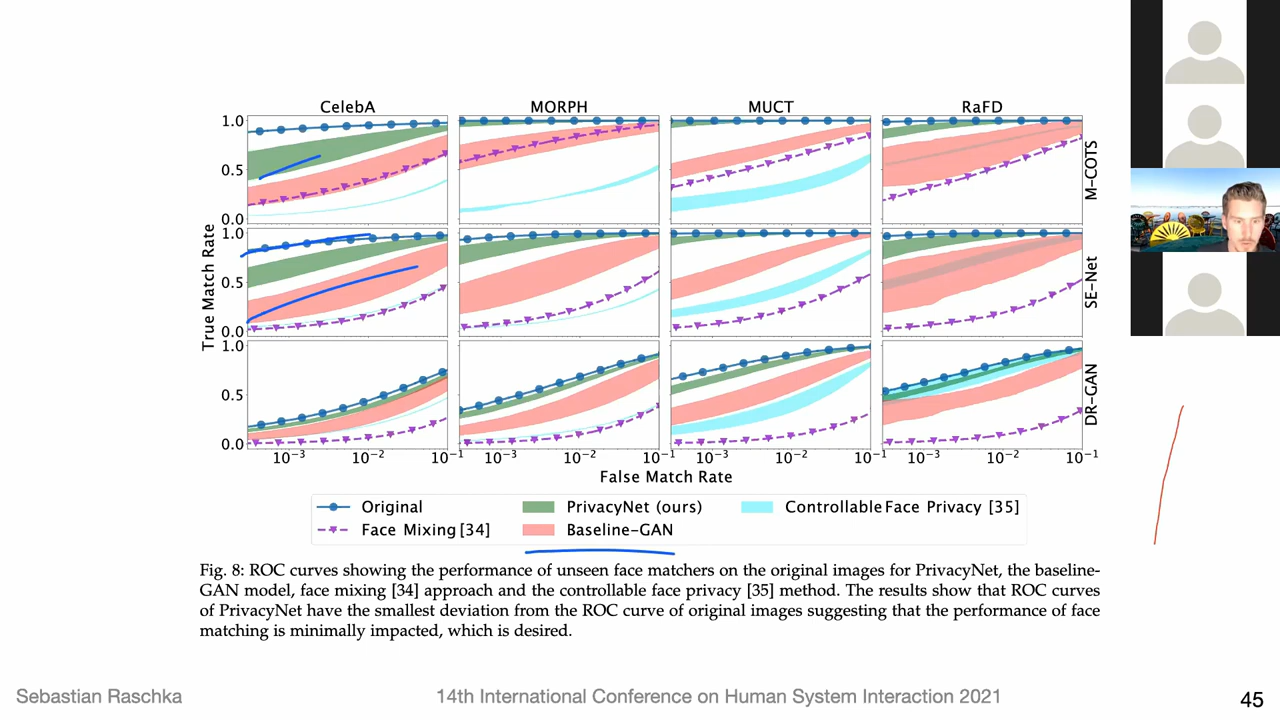 CelebA MORPH MUCT RaFD
1.0
0.5
0.0
M-COTS
1.0
0.5
0.0
SE-Net
1.0
0.5
0.0
DR-GAN
True Match Rate
10⁻³ 10⁻² 10⁻¹ 10⁻³ 10⁻² 10⁻¹ 10⁻³ 10⁻² 10⁻¹ 10⁻³ 10⁻² 10⁻¹
False Match Rate
Original PrivacyNet (ours) Controllable Face Privacy [35]
Face Mixing [34] Baseline-GAN
Fig. 8: ROC curves showing the performance of unseen face matchers on the original images for PrivacyNet, the baseline-
GAN model, face mixing [34] approach and the controllable face privacy [35] method. The results show that ROC curves
of PrivacyNet have the smallest deviation from the ROC curve of original images suggesting that the performance of face
matching is minimally impacted, which is desired.
Sebastian Raschka 14th International Conference on Human System Interaction 2021 45